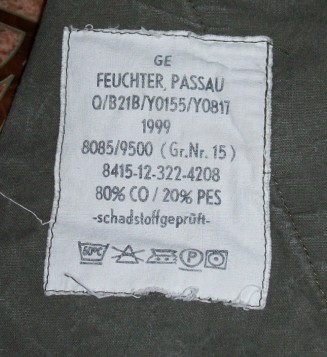 GE
FEUCHTER, PASSAU
Q/B21B/Y0155/Y0817
1999
8085/9500 (Gr.Nr. 15)
8415-12-322-4208
80% CO / 20% PES
-schadstoffgeprüft-
60°C P